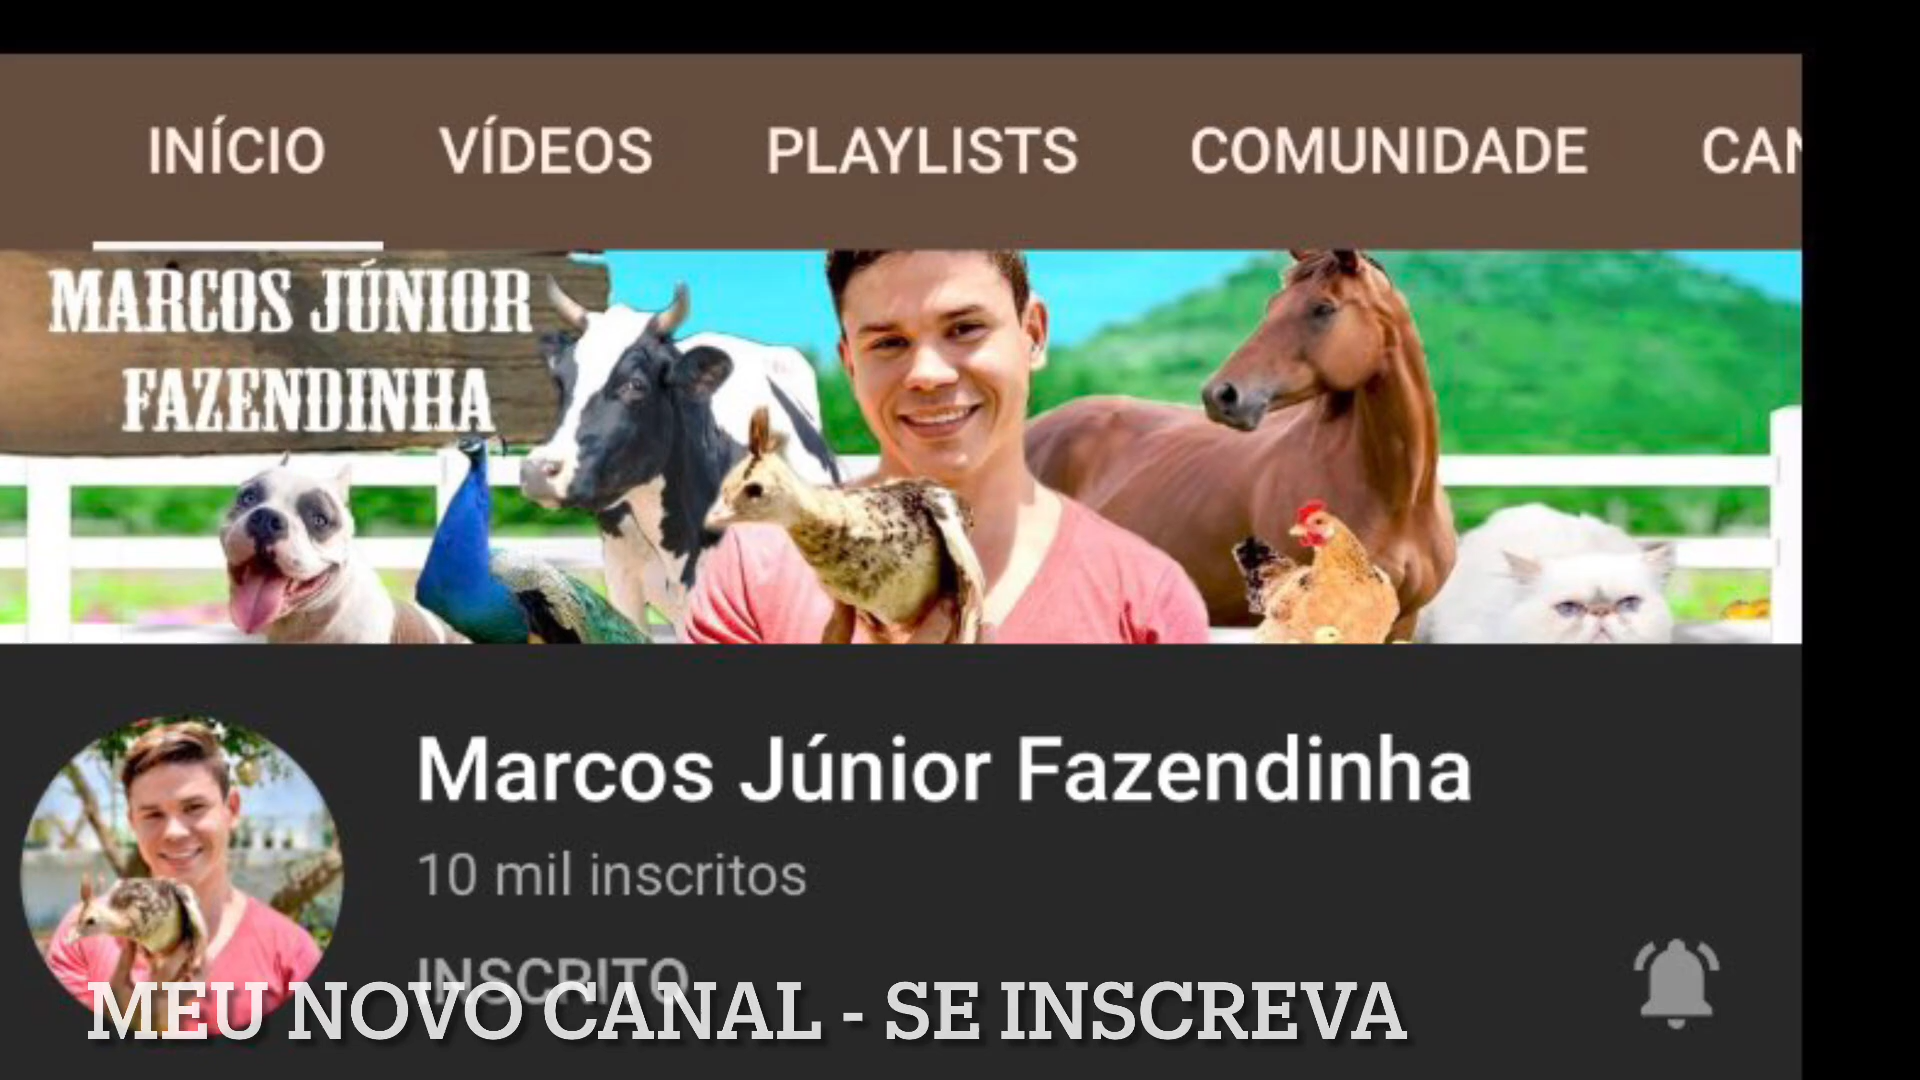 INÍCIO VÍDEOS PLAYLISTS COMUNIDADE CAN
MARCOS JÚNIOR
FAZENDINHA
Marcos Júnior Fazendinha
10 mil inscritos
INSCRITO
MEU NOVO CANAL - SE INSCREVA